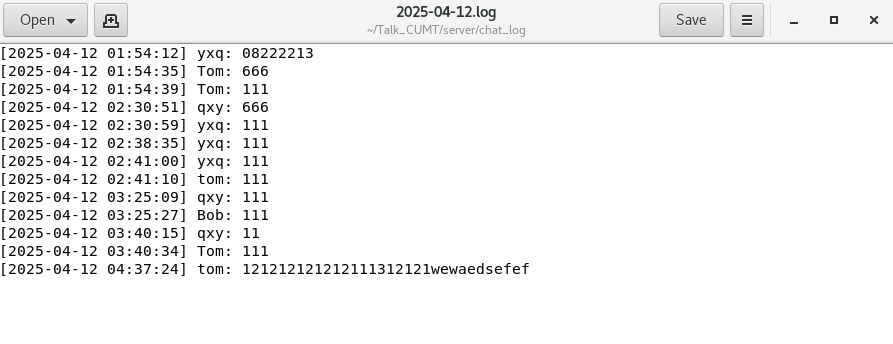 Open
2025-04-12.log
~/Talk_CUMT/server/chat_log
Save
[2025-04-12 01:54:12] yxq: 08222213
[2025-04-12 01:54:35] Tom: 666
[2025-04-12 01:54:39] Tom: 111
[2025-04-12 02:30:51] qxy: 666
[2025-04-12 02:30:59] yxq: 111
[2025-04-12 02:38:35] yxq: 111
[2025-04-12 02:41:00] yxq: 111
[2025-04-12 02:41:10] tom: 111
[2025-04-12 03:25:09] qxy: 111
[2025-04-12 03:25:27] Bob: 111
[2025-04-12 03:40:15] qxy: 11
[2025-04-12 03:40:34] Tom: 111
[2025-04-12 04:37:24] tom: 121212121212111312121wewaedsefef